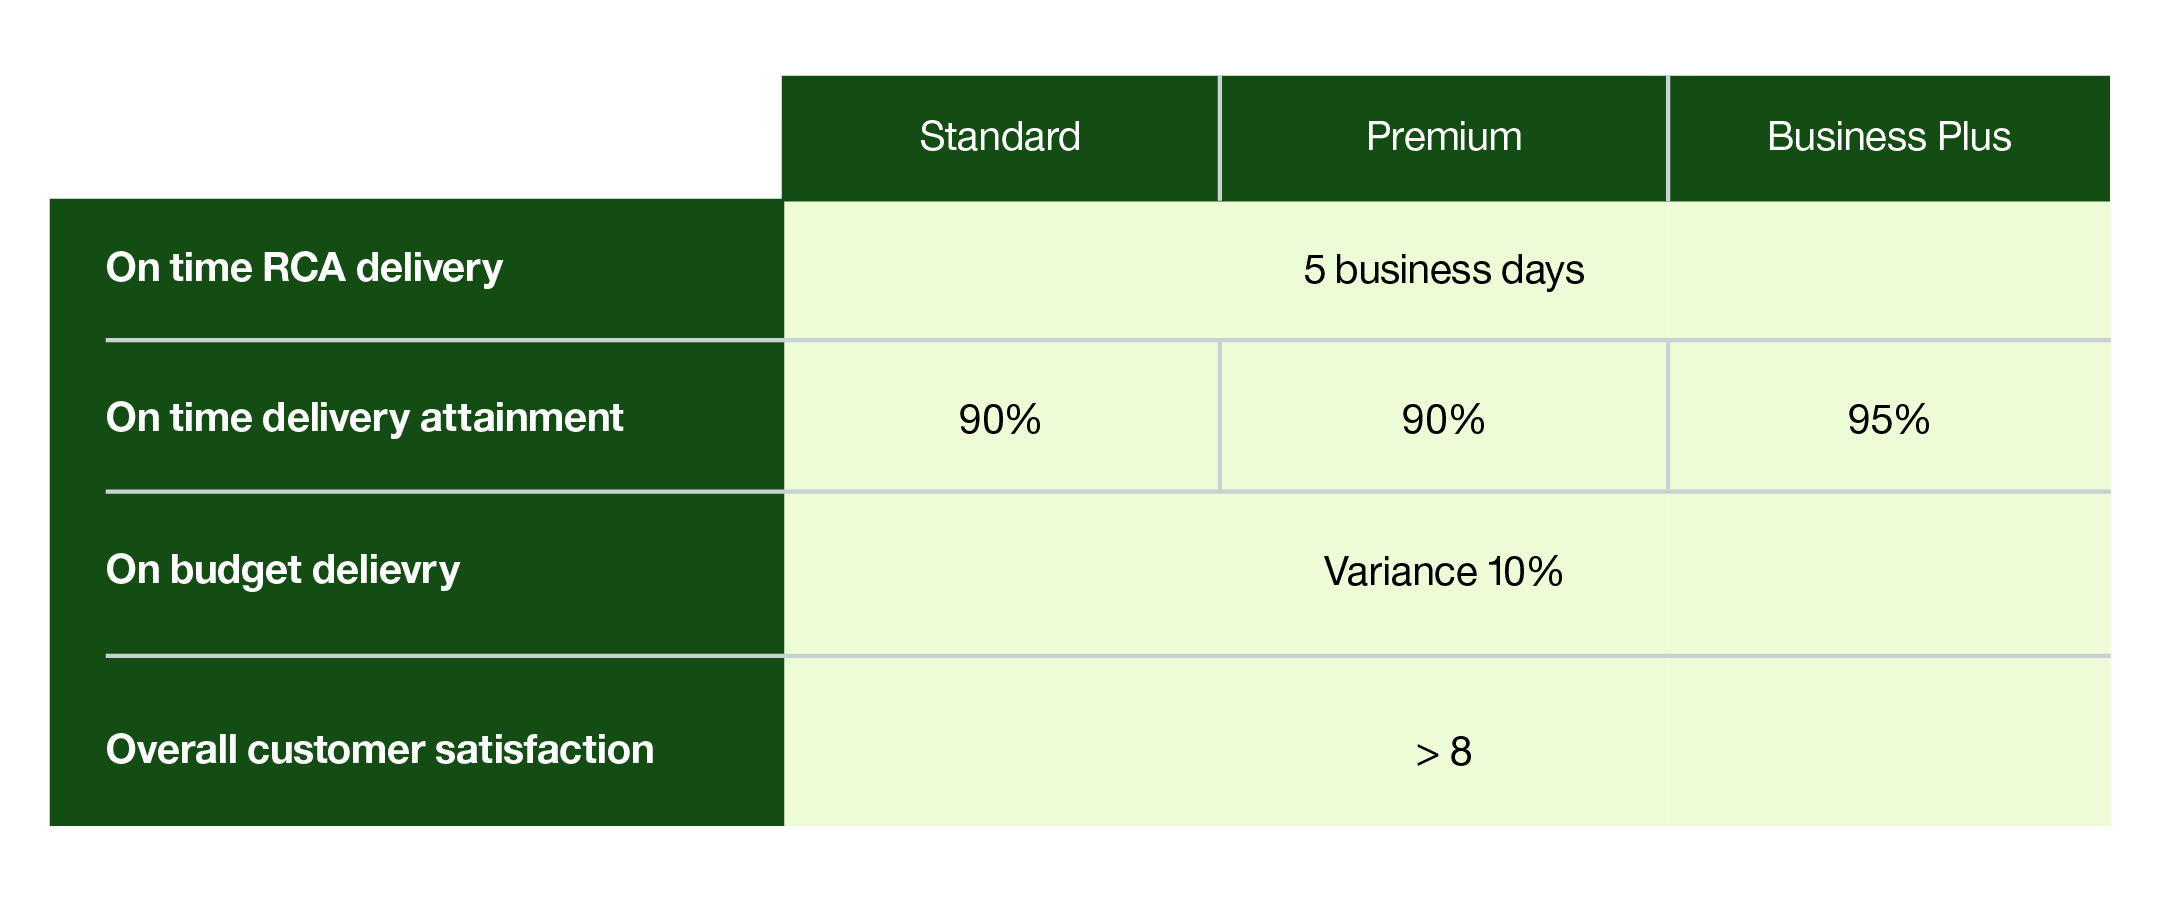 Standard Premium Business Plus
On time RCA delivery 5 business days
On time delivery attainment 90% 90% 95%
On budget delievry Variance 10%
Overall customer satisfaction > 8